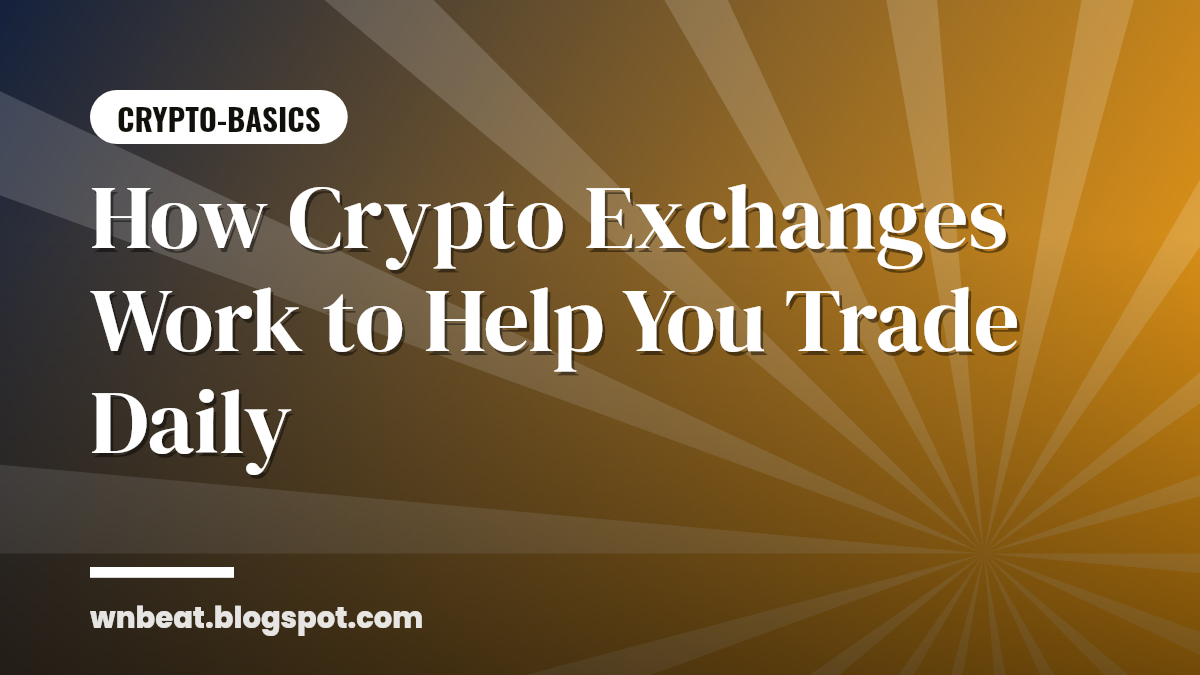 CRYPTO-BASICS
How Crypto Exchanges
Work to Help You Trade
Daily
wnbeat.blogspot.com